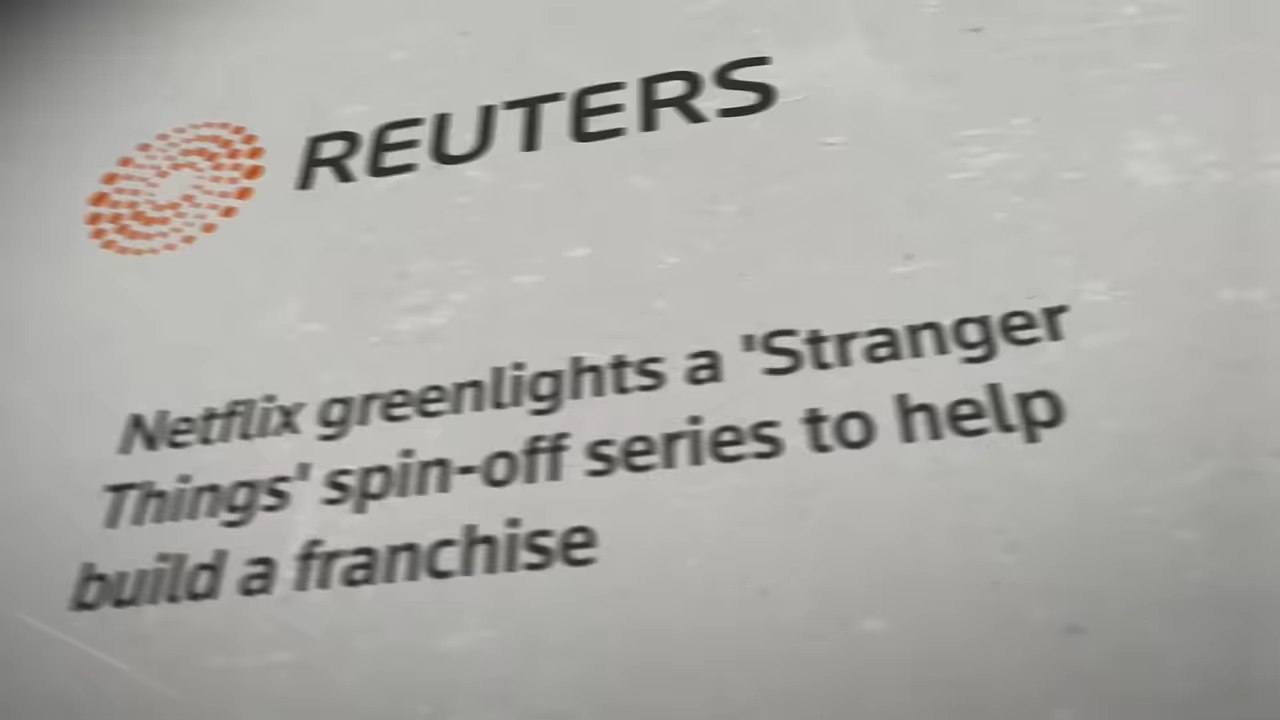 REUTERS
Netflix greenlights a 'Stranger
Things' spin-off series to help
build a franchise